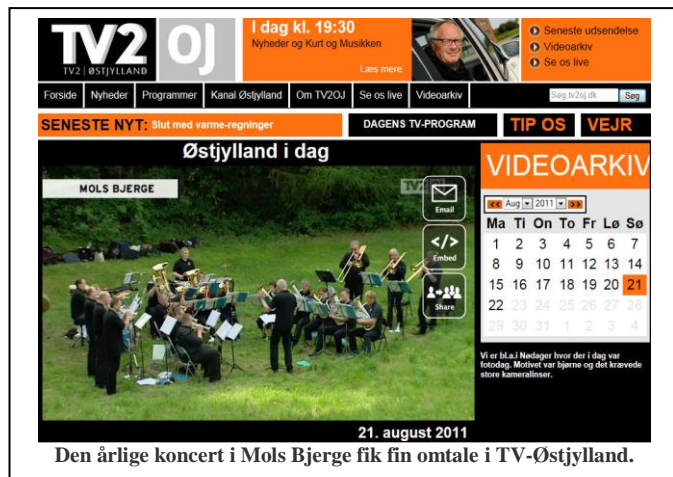 TV2 OJ
TV2 | ØSTJYLLAND
I dag kl. 19:30
Nyheder og Kurt og Musikken
Læs mere
Seneste udsendelse
Videoarkiv
Se os live
Forside Nyheder Programmer Kanal Østjylland Om TV2OJ Se os live Videoarkiv Søg tv2oj.dk Søg
SENESTE NYT: Slut med varme-regninger DAGENS TV-PROGRAM TIP OS VEJR
Østjylland i dag
MOLS BJERGE
TV2
Email
</>
Embed
Share
21. august 2011
VIDEOARKIV
<< Aug 2011 >>
Ma Ti On To Fr Lø Sø
1 2 3 4 5 6 7
8 9 10 11 12 13 14
15 16 17 18 19 20 21
22 23 24 25 26 27 28
29 30 31 1 2 3 4
Vi er bl.a.i Nødager hvor der i dag var
fotodag. Motivet var bjørne og det krævede
store kameralinser.
Den årlige koncert i Mols Bjerge fik fin omtale i TV-Østjylland.